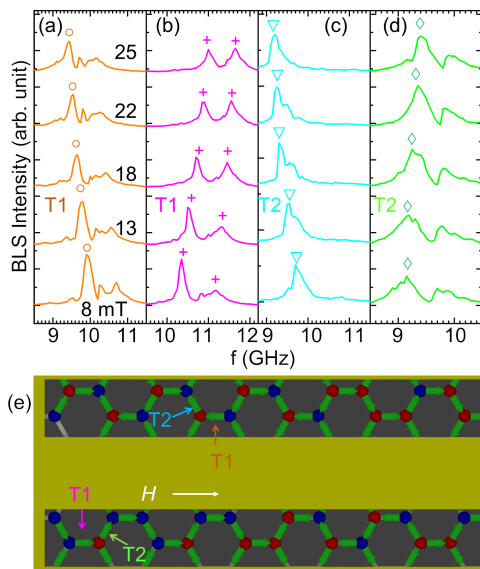 (a) (b) (c) (d)
BLS Intensity (arb. unit)
25
22
18
13
8 mT
T1 T1 T2 T2
9 10 11 11 12 9 10 11 9 10
f (GHz)
(e)
T2
T1
H
T1
T2